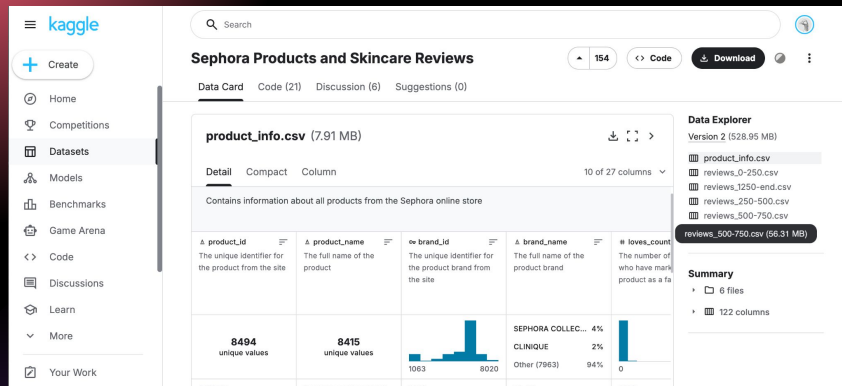 kaggle
Search
Create
Home
Competitions
Datasets
Models
Benchmarks
Game Arena
Code
Discussions
Learn
More
Your Work
Sephora Products and Skincare Reviews
154
<> Code
Download
Data Card Code (21) Discussion (6) Suggestions (0)
product_info.csv (7.91 MB)
Detail Compact Column
10 of 27 columns
Contains information about all products from the Sephora online store
product_id
The unique identifier for
the product from the site
8494
unique values
product_name
The full name of the
product
8415
unique values
brand_id
The unique identifier for
the product brand from
the site
1063 8020
brand_name
The full name of the
product brand
SEPHORA COLLEC... 4%
CLINIQUE 2%
Other (7963) 94%
# loves_count
The number of
who have mark
product as a fa
0
Data Explorer
Version 2 (528.95 MB)
product_info.csv
reviews_0-250.csv
reviews_1250-end.csv
reviews_250-500.csv
reviews_500-750.csv
reviews_500-750.csv (56.31 MB)
Summary
6 files
122 columns